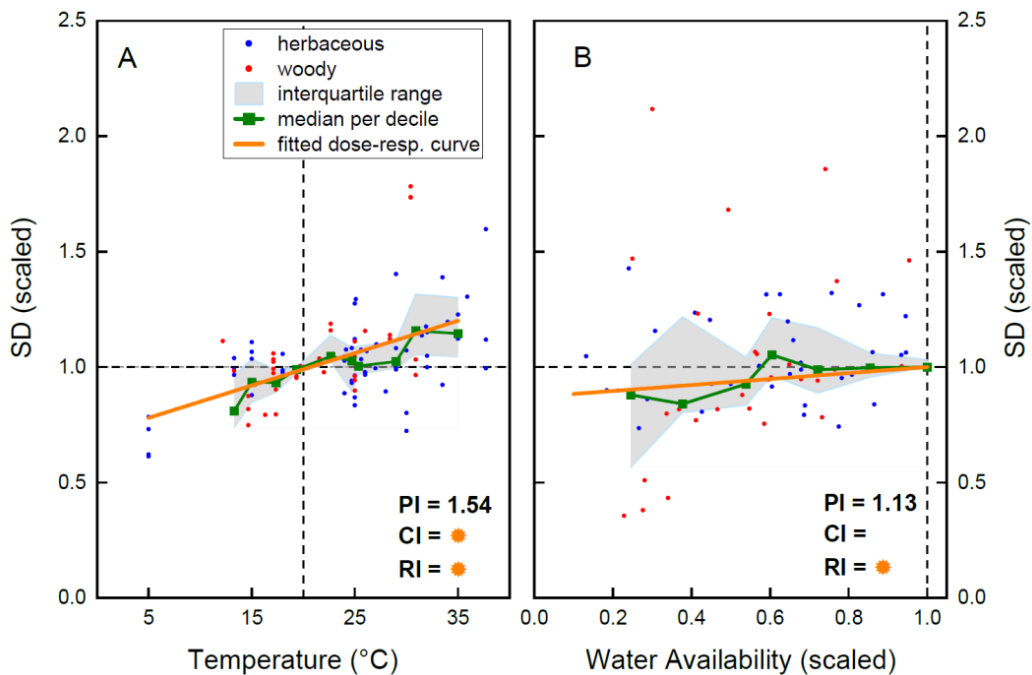 A
herbaceous
woody
interquartile range
median per decile
fitted dose-resp. curve
B
2.5
2.0
1.5
1.0
0.5
0.0
SD (scaled)
PI = 1.54
CI =
RI =
5
15
25
35
Temperature (°C)
PI = 1.13
CI =
RI =
0.0
0.2
0.4
0.6
0.8
1.0
Water Availability (scaled)
2.5
2.0
1.5
1.0
0.5
0.0
SD (scaled)